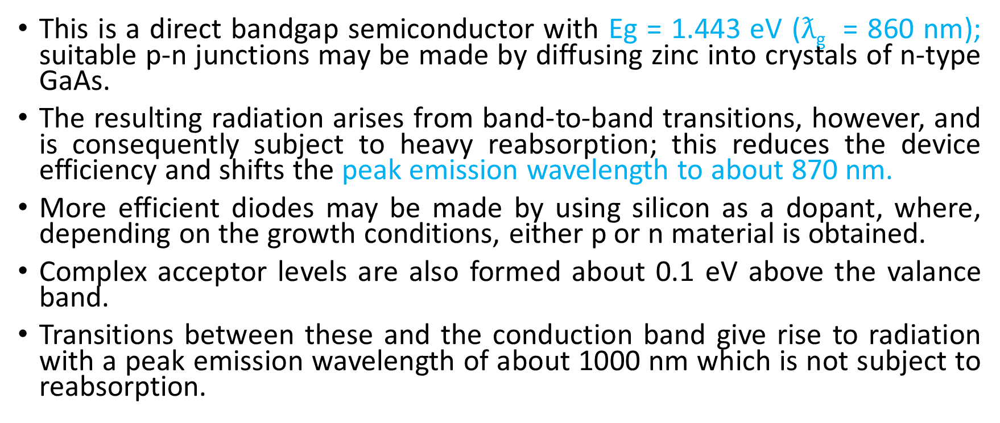 • This is a direct bandgap semiconductor with Eg = 1.443 eV (ƛg = 860 nm);
suitable p-n junctions may be made by diffusing zinc into crystals of n-type
GaAs.
• The resulting radiation arises from band-to-band transitions, however, and
is consequently subject to heavy reabsorption; this reduces the device
efficiency and shifts the peak emission wavelength to about 870 nm.
• More efficient diodes may be made by using silicon as a dopant, where,
depending on the growth conditions, either p or n material is obtained.
• Complex acceptor levels are also formed about 0.1 eV above the valance
band.
• Transitions between these and the conduction band give rise to radiation
with a peak emission wavelength of about 1000 nm which is not subject to
reabsorption.